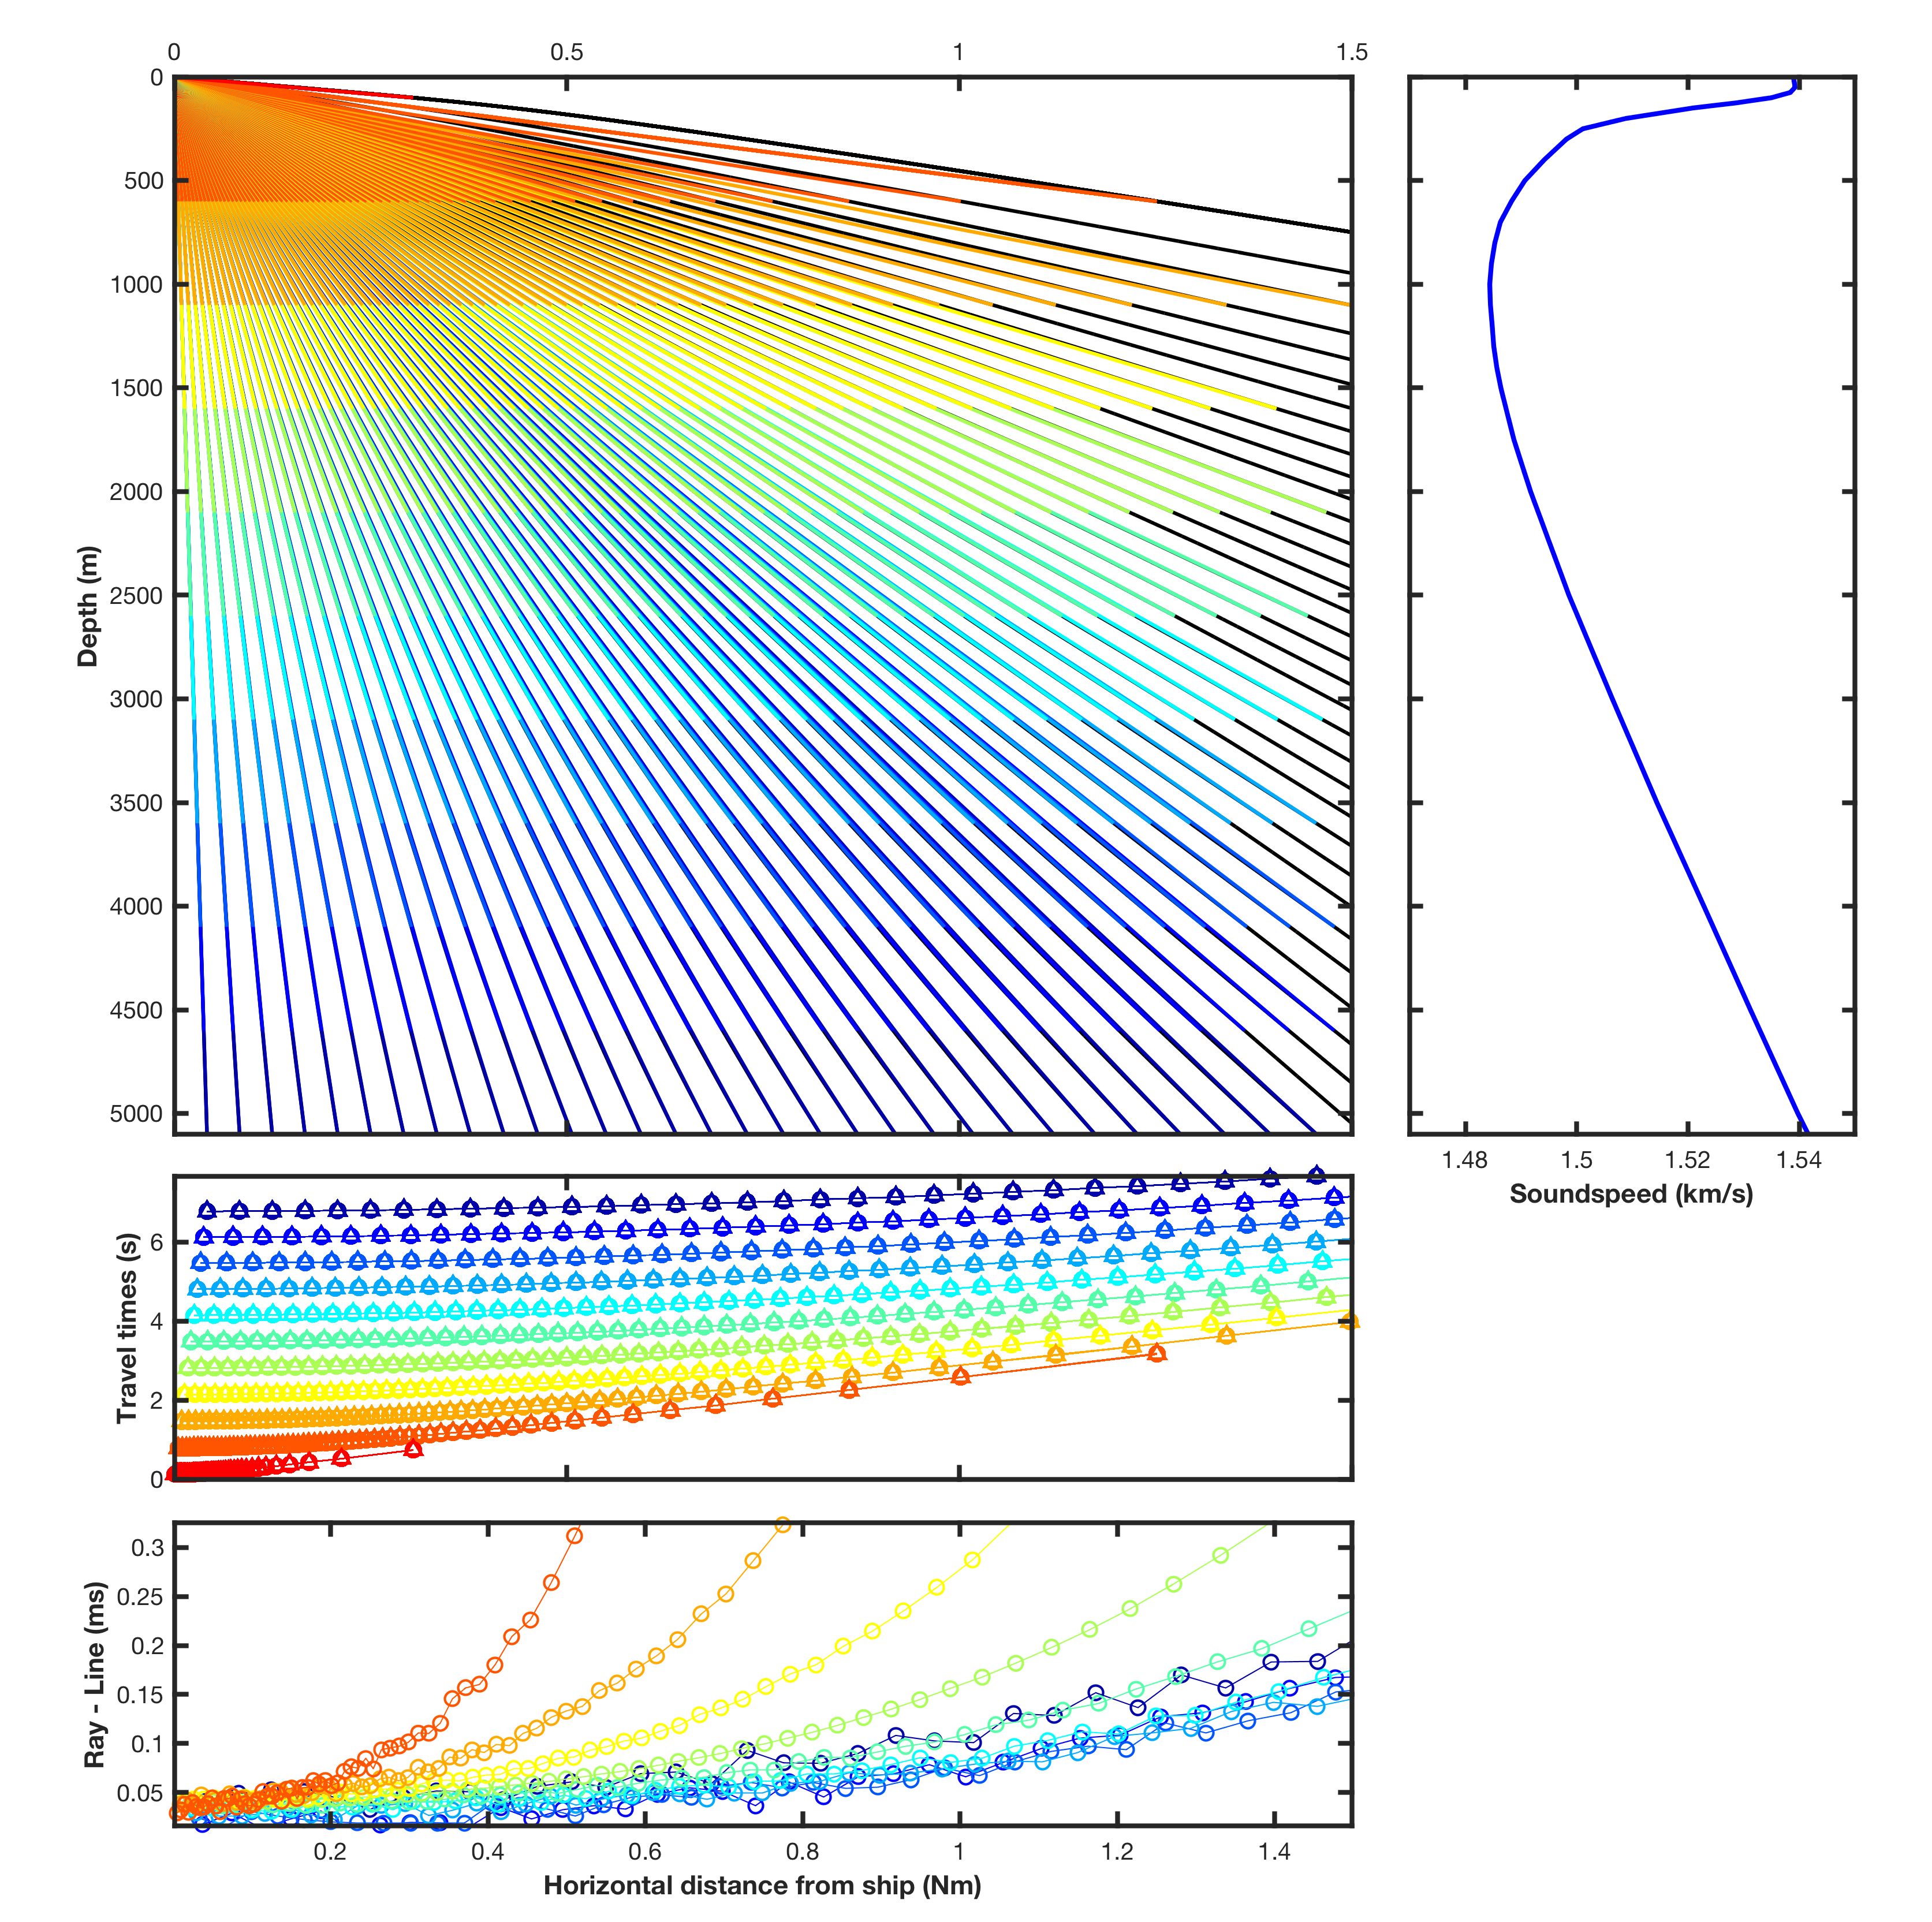 0 0.5 1 1.5
0
500
1000
1500
2000
2500
3000
3500
4000
4500
5000
Depth (m)
1.48 1.5 1.52 1.54
Soundspeed (km/s)
6
4
2
0
Travel times (s)
0.3
0.25
0.2
0.15
0.1
0.05
Ray - Line (ms)
0.2 0.4 0.6 0.8 1 1.2 1.4
Horizontal distance from ship (Nm)